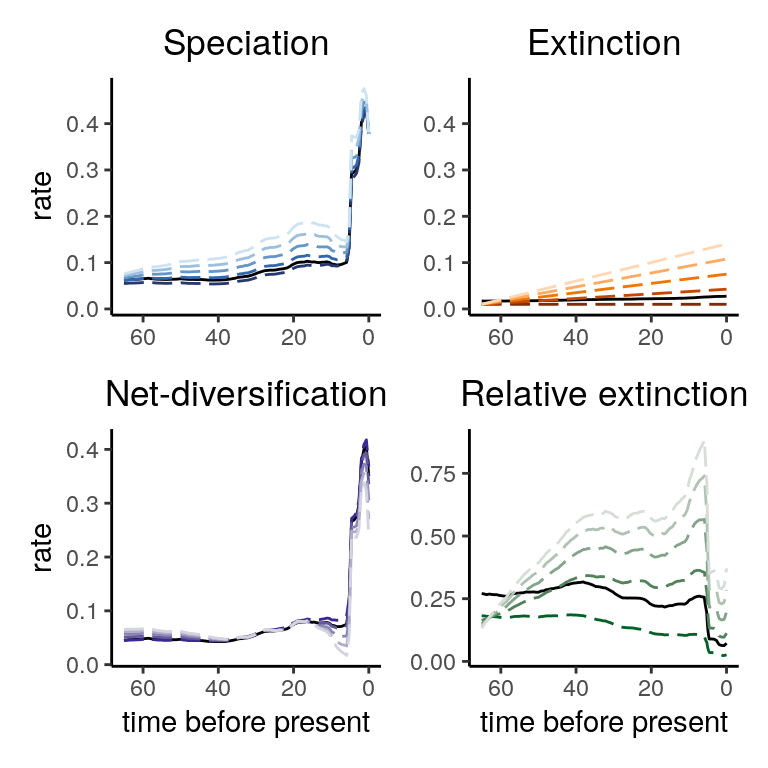 Speciation
Extinction
rate
0.4
0.3
0.2
0.1
0.0
60 40 20 0
0.4
0.3
0.2
0.1
0.0
60 40 20 0
Net-diversification
Relative extinction
rate
0.4
0.3
0.2
0.1
0.0
60 40 20 0
time before present
0.75
0.50
0.25
0.00
60 40 20 0
time before present